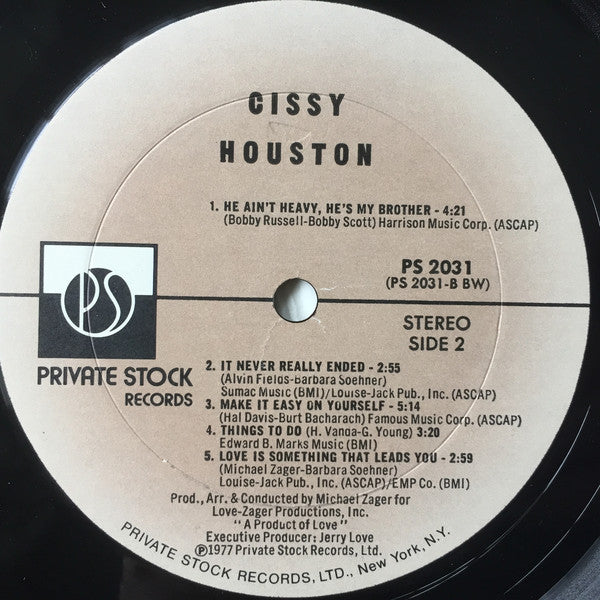 CISSY
HOUSTON
1. HE AIN'T HEAVY, HE'S MY BROTHER - 4:21
(Bobby Russell-Bobby Scott) Harrison Music Corp. (ASCAP)
PS
PRIVATE STOCK
RECORDS
PS 2031
(PS 2031-B BW)
STEREO
SIDE 2
2. IT NEVER REALLY ENDED - 2:55
(Alvin Fields-Barbara Soehner)
Sumac Music (BMI)/Louise-Jack Pub., Inc. (ASCAP)
3. MAKE IT EASY ON YOURSELF - 5:14
(Hal Davis-Burt Bacharach) Famous Music Corp. (ASCAP)
4. THINGS TO DO (H. Vanda-G. Young) 3:20
Edward B. Marks Music (BMI)
5. LOVE IS SOMETHING THAT LEADS YOU - 2:59
(Michael Zager-Barbara Soehner)
Louise-Jack Pub., Inc. (ASCAP)/EMP Co. (BMI)
Prod., Arr. & Conducted by Michael Zager for
Love-Zager Productions, Inc.
"A Product of Love"
Executive Producer: Jerry Love
℗1977 Private Stock Records, Ltd.
PRIVATE STOCK RECORDS, LTD., New York, N.Y.